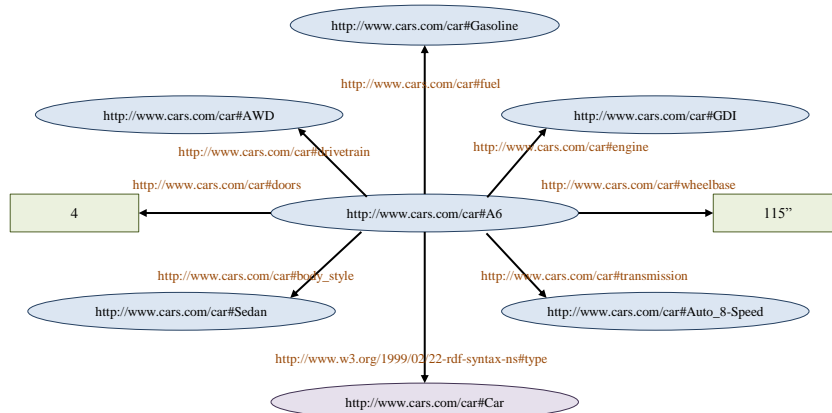 http://www.cars.com/car#Gasoline
http://www.cars.com/car#fuel
http://www.cars.com/car#AWD
http://www.cars.com/car#GDI
http://www.cars.com/car#drivetrain
http://www.cars.com/car#engine
http://www.cars.com/car#doors
http://www.cars.com/car#wheelbase
4
http://www.cars.com/car#A6
115”
http://www.cars.com/car#body_style
http://www.cars.com/car#transmission
http://www.cars.com/car#Sedan
http://www.cars.com/car#Auto_8-Speed
http://www.w3.org/1999/02/22-rdf-syntax-ns#type
http://www.cars.com/car#Car